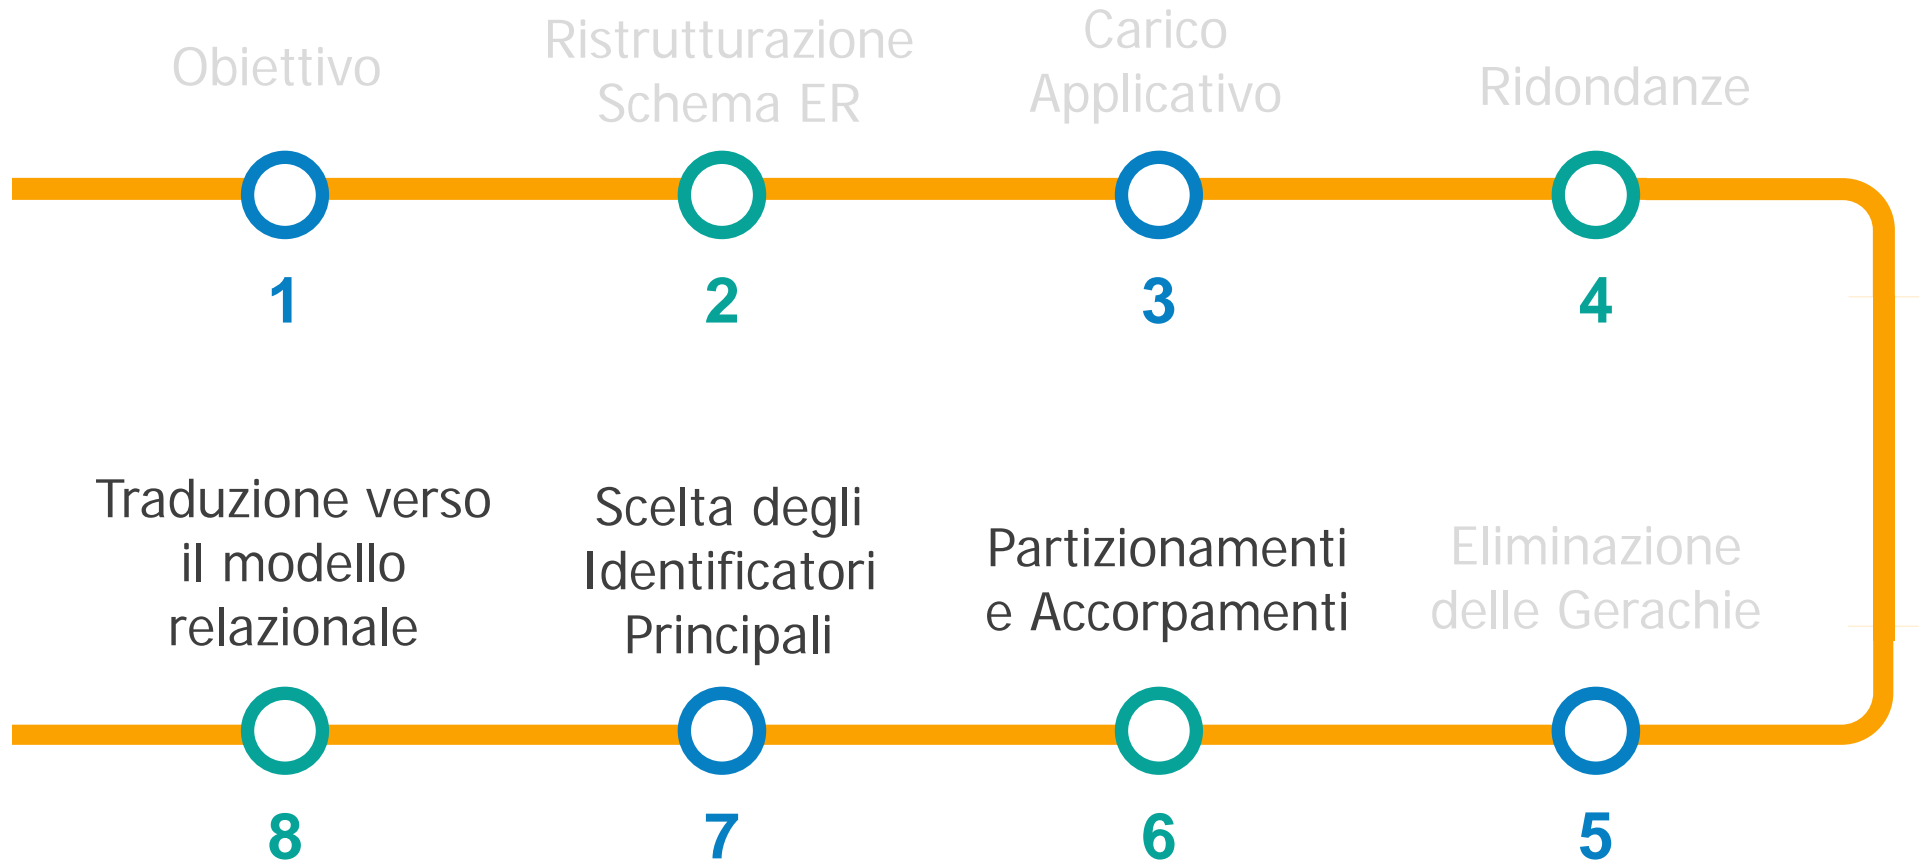 Obiettivo
Ristrutturazione
Schema ER
Carico
Applicativo
Ridondanze
1
2
3
4
Traduzione verso
il modello
relazionale
Scelta degli
Identificatori
Principali
Partizionamenti
e Accorpamenti
Eliminazione
delle Gerachie
8
7
6
5